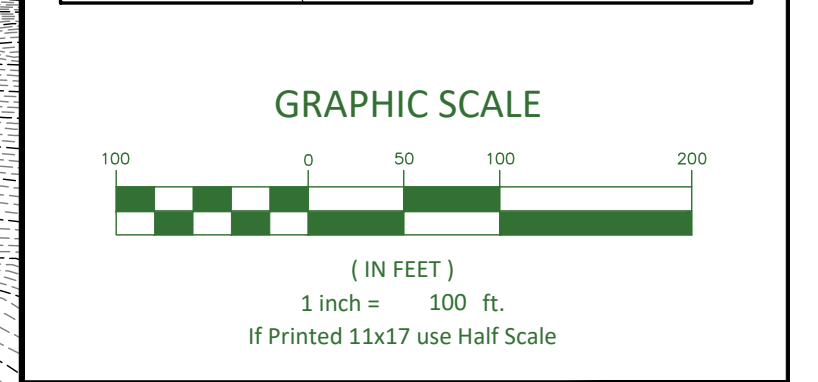 GRAPHIC SCALE
100 0 50 100 200
( IN FEET )
1 inch = 100 ft.
If Printed 11x17 use Half Scale